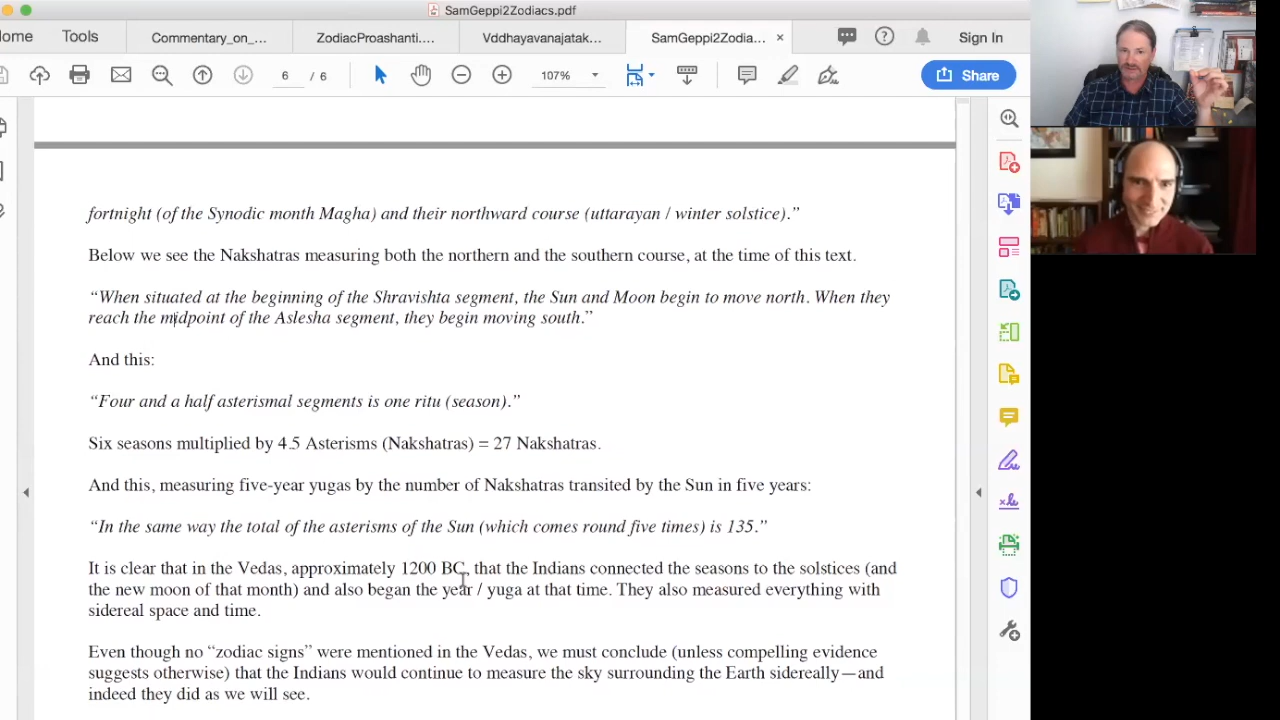 SamGeppi2Zodiacs.pdf
ome
Tools
Commentary_on_...
ZodiacProashanti....
Vŕdhayavanajatak...
SamGeppi2Zodia...
Sign In
6 / 6
107%
Share
fortnight (of the Synodic month Magha) and their northward course (uttarayan / winter solstice).”
Below we see the Nakshatras measuring both the northern and the southern course, at the time of this text.
“When situated at the beginning of the Shravishta segment, the Sun and Moon begin to move north. When they
reach the midpoint of the Aslesha segment, they begin moving south.”
And this:
“Four and a half asterismal segments is one ritu (season).”
Six seasons multiplied by 4.5 Asterisms (Nakshatras) = 27 Nakshatras.
And this, measuring five-year yugas by the number of Nakshatras transited by the Sun in five years:
“In the same way the total of the asterisms of the Sun (which comes round five times) is 135.”
It is clear that in the Vedas, approximately 1200 BC, that the Indians connected the seasons to the solstices (and
the new moon of that month) and also began the year / yuga at that time. They also measured everything with
sidereal space and time.
Even though no “zodiac signs” were mentioned in the Vedas, we must conclude (unless compelling evidence
suggests otherwise) that the Indians would continue to measure the sky surrounding the Earth sidereally—and
indeed they did as we will see.